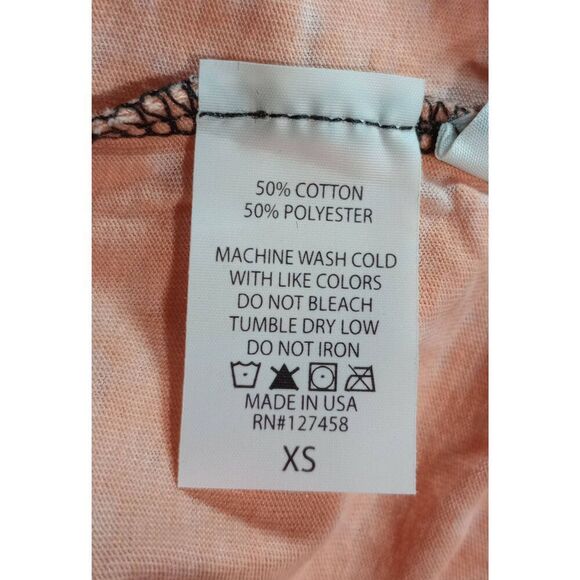 50% COTTON
50% POLYESTER
MACHINE WASH COLD
WITH LIKE COLORS
DO NOT BLEACH
TUMBLE DRY LOW
DO NOT IRON
MADE IN USA
RN#127458
XS